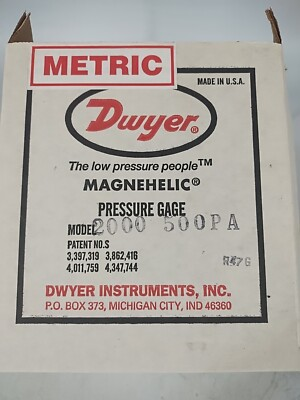 METRIC
MADE IN U.S.A.
Dwyer®
The low pressure people™
MAGNEHELIC®
PRESSURE GAGE
MODEL 2000 500PA
PATENT NO.S
3,397,319 3,862,416
4,011,759 4,347,744
DWYER INSTRUMENTS, INC.
P.O. BOX 373, MICHIGAN CITY, IND 46360